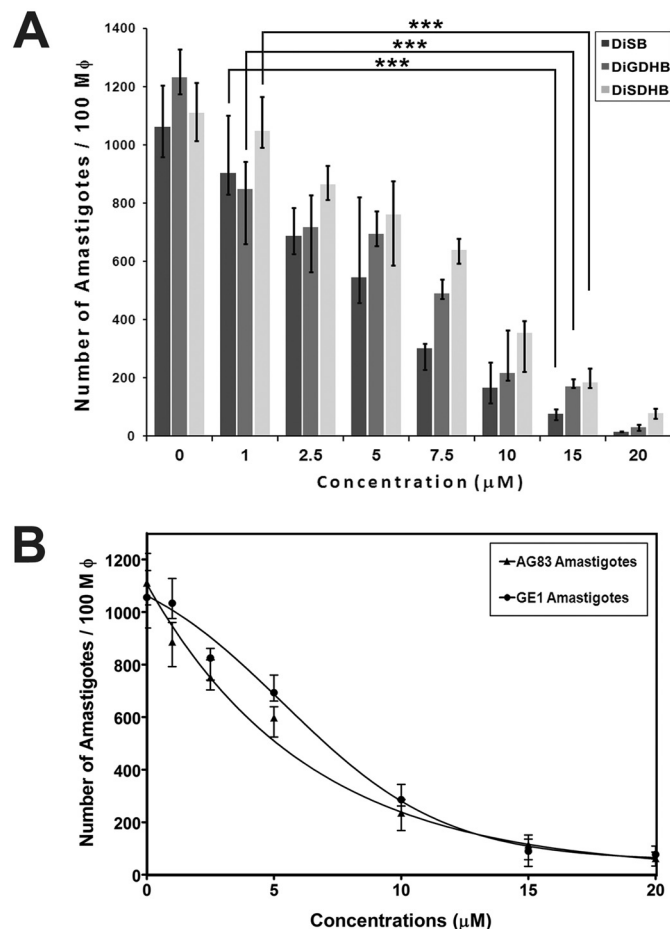 A
Number of Amastigotes / 100 Mϕ
1400
1200
1000
800
600
400
200
0
***
***
***
DiSB
DiGDHB
DiSDHB
0 1 2.5 5 7.5 10 15 20
Concentration (μM)
B
Number of Amastigotes / 100 M ϕ
1200
1000
800
600
400
200
0
AG83 Amastigotes
GE1 Amastigotes
0 5 10 15 20
Concentrations (μM)